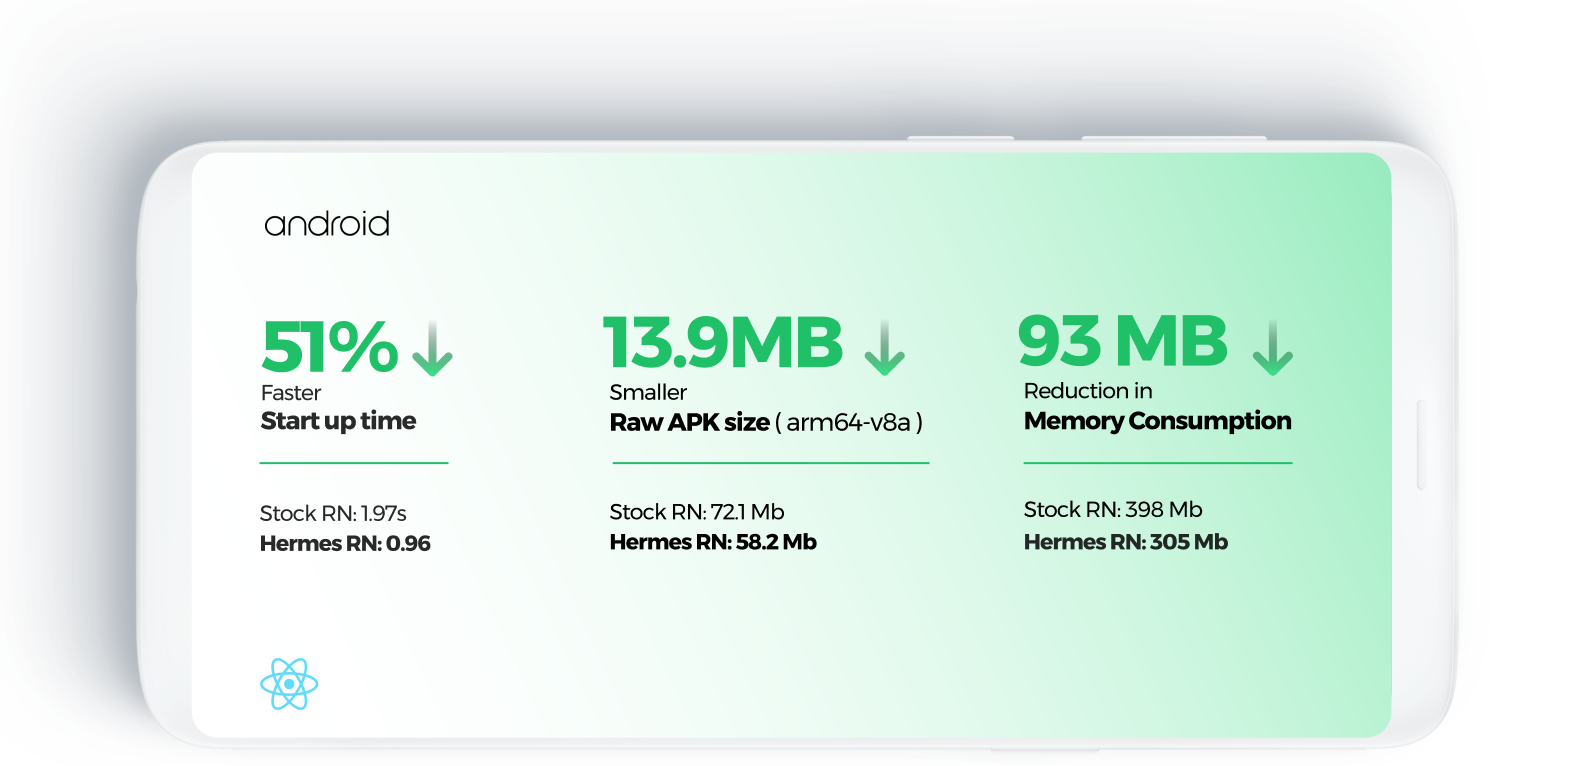 android
51%
Faster
Start up time
Stock RN: 1.97s
Hermes RN: 0.96
13.9MB
Smaller
Raw APK size ( arm64-v8a )
Stock RN: 72.1 Mb
Hermes RN: 58.2 Mb
93 MB
Reduction in
Memory Consumption
Stock RN: 398 Mb
Hermes RN: 305 Mb